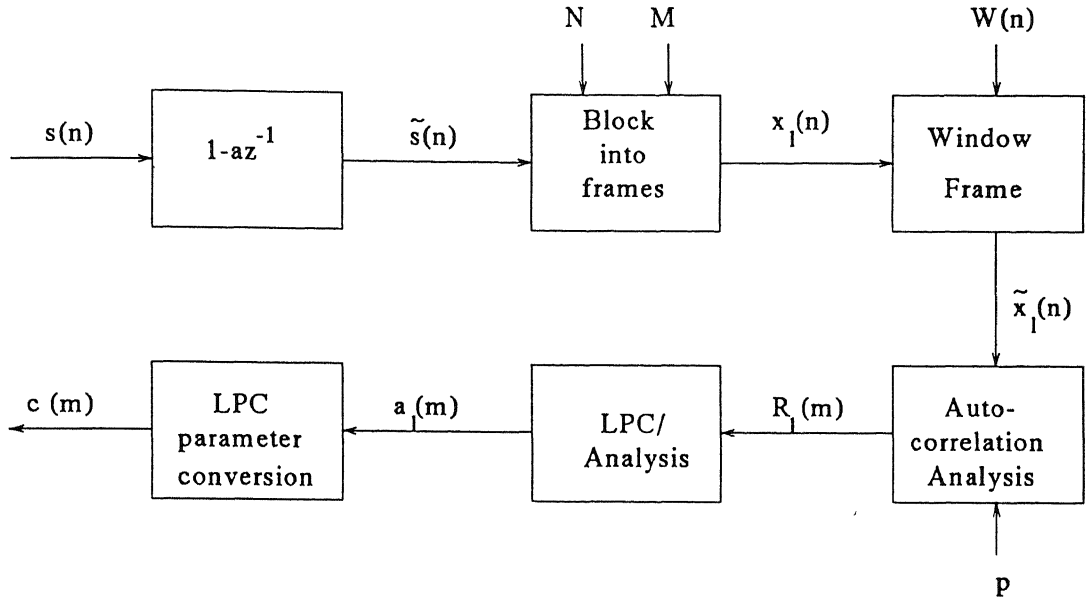 N
M
W(n)
s(n)
1-az⁻¹
s̃(n)
Block
into
frames
x_l(n)
Window
Frame
x̃_l(n)
c (m)
LPC
parameter
conversion
a_l(m)
LPC/
Analysis
R_l(m)
Auto-
correlation
Analysis
p